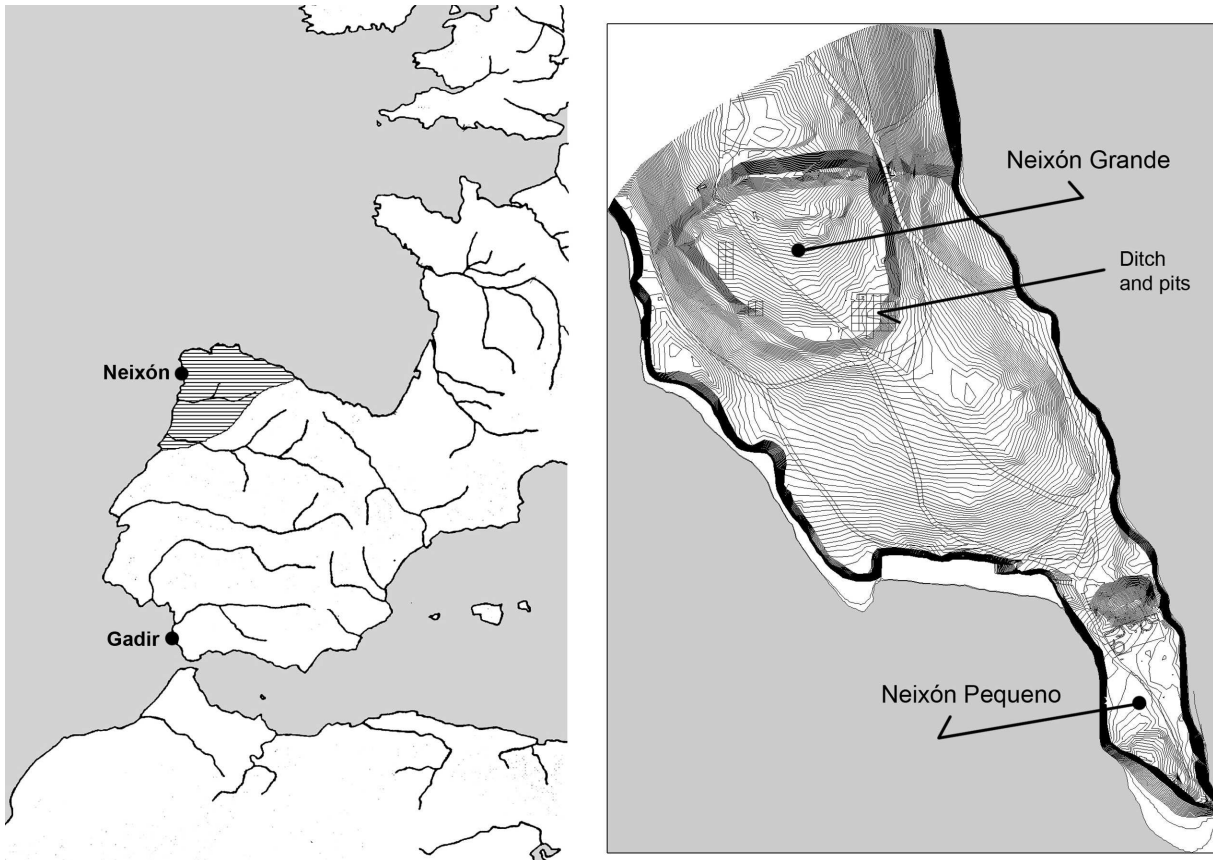 Neixón
Gadir
Neixón Grande
Ditch
and pits
Neixón Pequeno